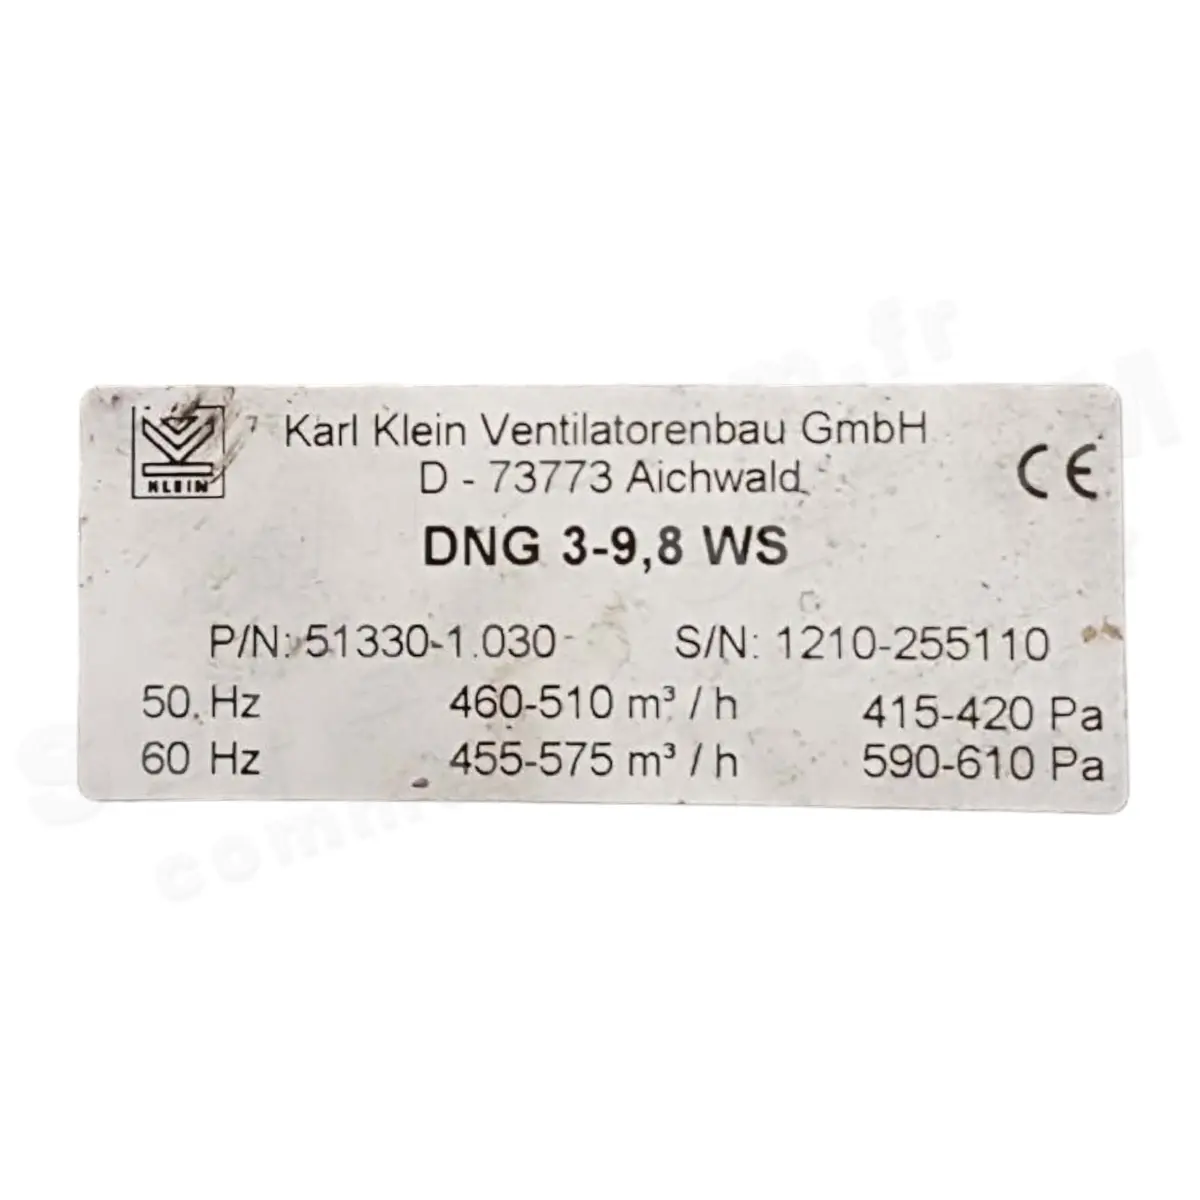 KLEIN
Karl Klein Ventilatorenbau GmbH
D - 73773 Aichwald
CE
DNG 3-9,8 WS
P/N: 51330-1.030 S/N: 1210-255110
50 Hz 460-510 m³ / h 415-420 Pa
60 Hz 455-575 m³ / h 590-610 Pa